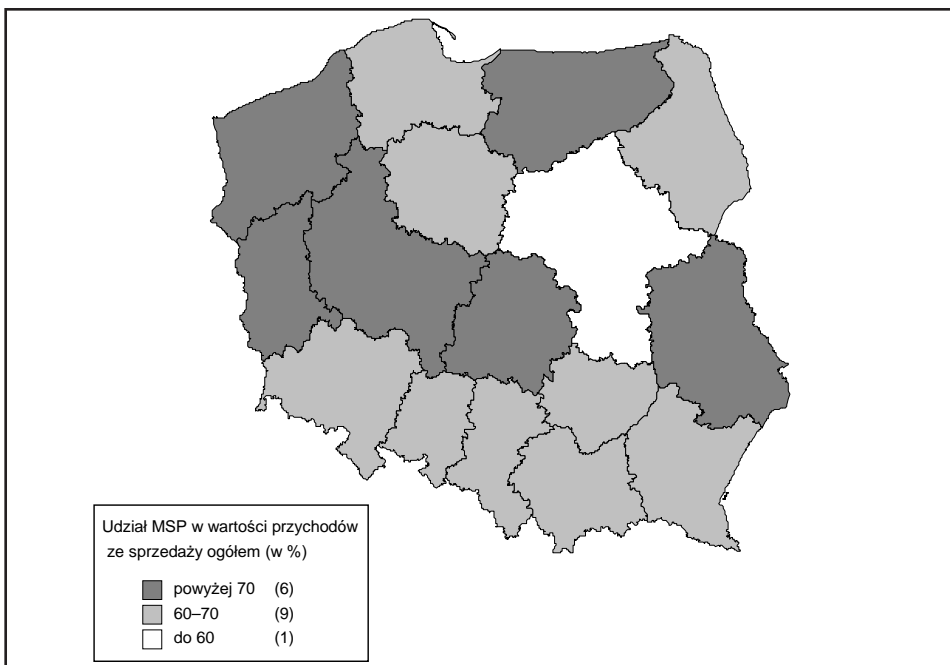 Udział MSP w wartości przychodów
ze sprzedaży ogółem (w %)
powyżej 70 (6)
60–70 (9)
do 60 (1)